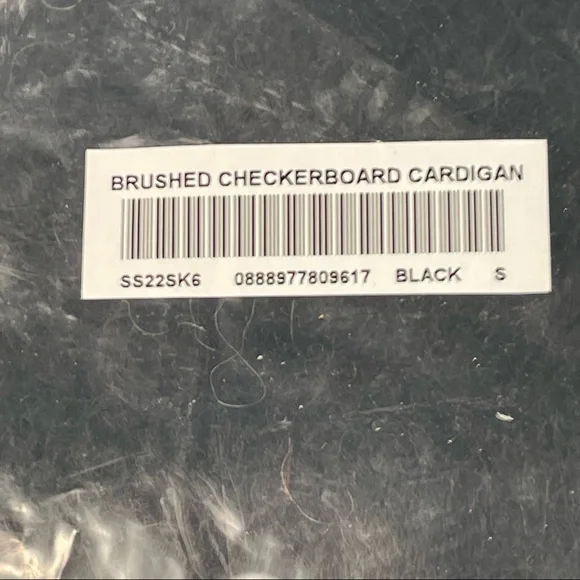 BRUSHED CHECKERBOARD CARDIGAN
SS22SK6 0888977809617 BLACK S